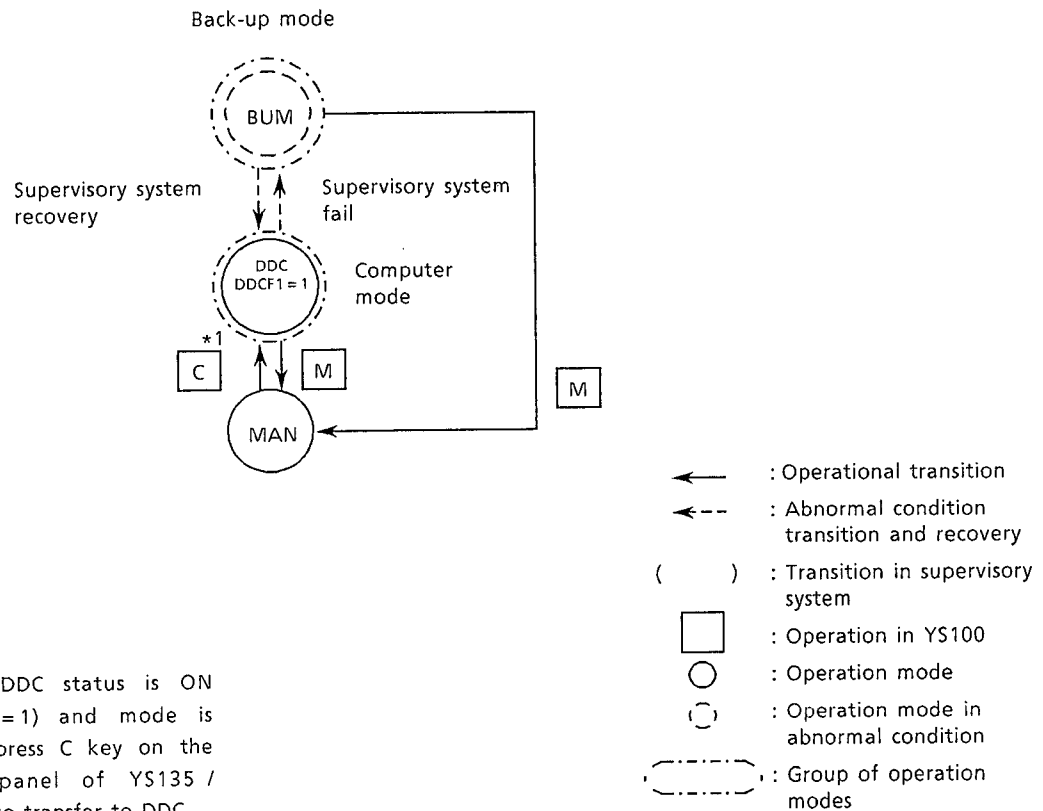 Back-up mode
BUM
Supervisory system
recovery
Supervisory system
fail
DDC
DDCF1 = 1
Computer
mode
*1
C
M
M
MAN
: Operational transition
: Abnormal condition
transition and recovery
( ) : Transition in supervisory
system
: Operation in YS100
: Operation mode
: Operation mode in
abnormal condition
: Group of operation
modes
DDC status is ON
= 1) and mode is
press C key on the
panel of YS135 /
transfer to DDC